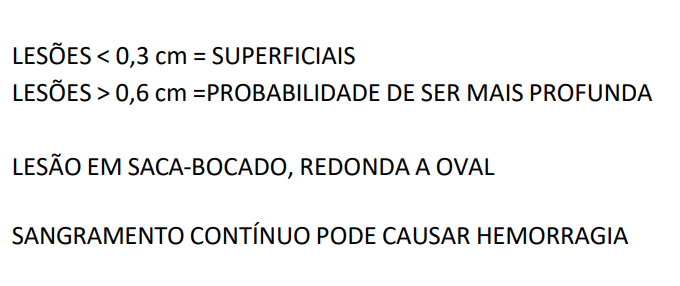 LESÕES < 0,3 cm = SUPERFICIAIS
LESÕES > 0,6 cm =PROBABILIDADE DE SER MAIS PROFUNDA
LESÃO EM SACA-BOCADO, REDONDA A OVAL
SANGRAMENTO CONTÍNUO PODE CAUSAR HEMORRAGIA